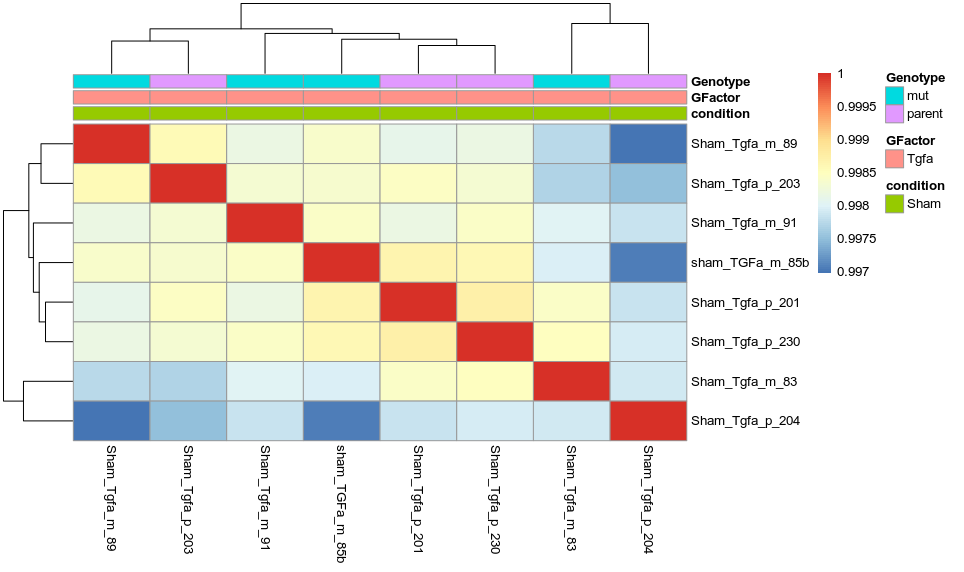 Genotype
GFactor
condition
Sham_Tgfa_m_89
Sham_Tgfa_p_203
Sham_Tgfa_m_91
sham_TGFa_m_85b
Sham_Tgfa_p_201
Sham_Tgfa_p_230
Sham_Tgfa_m_83
Sham_Tgfa_p_204
Sham_Tgfa_m_89
Sham_Tgfa_p_203
Sham_Tgfa_m_91
sham_TGFa_m_85b
Sham_Tgfa_p_201
Sham_Tgfa_p_230
Sham_Tgfa_m_83
Sham_Tgfa_p_204
1
0.9995
0.999
0.9985
0.998
0.9975
0.997
Genotype
mut
parent
GFactor
Tgfa
condition
Sham